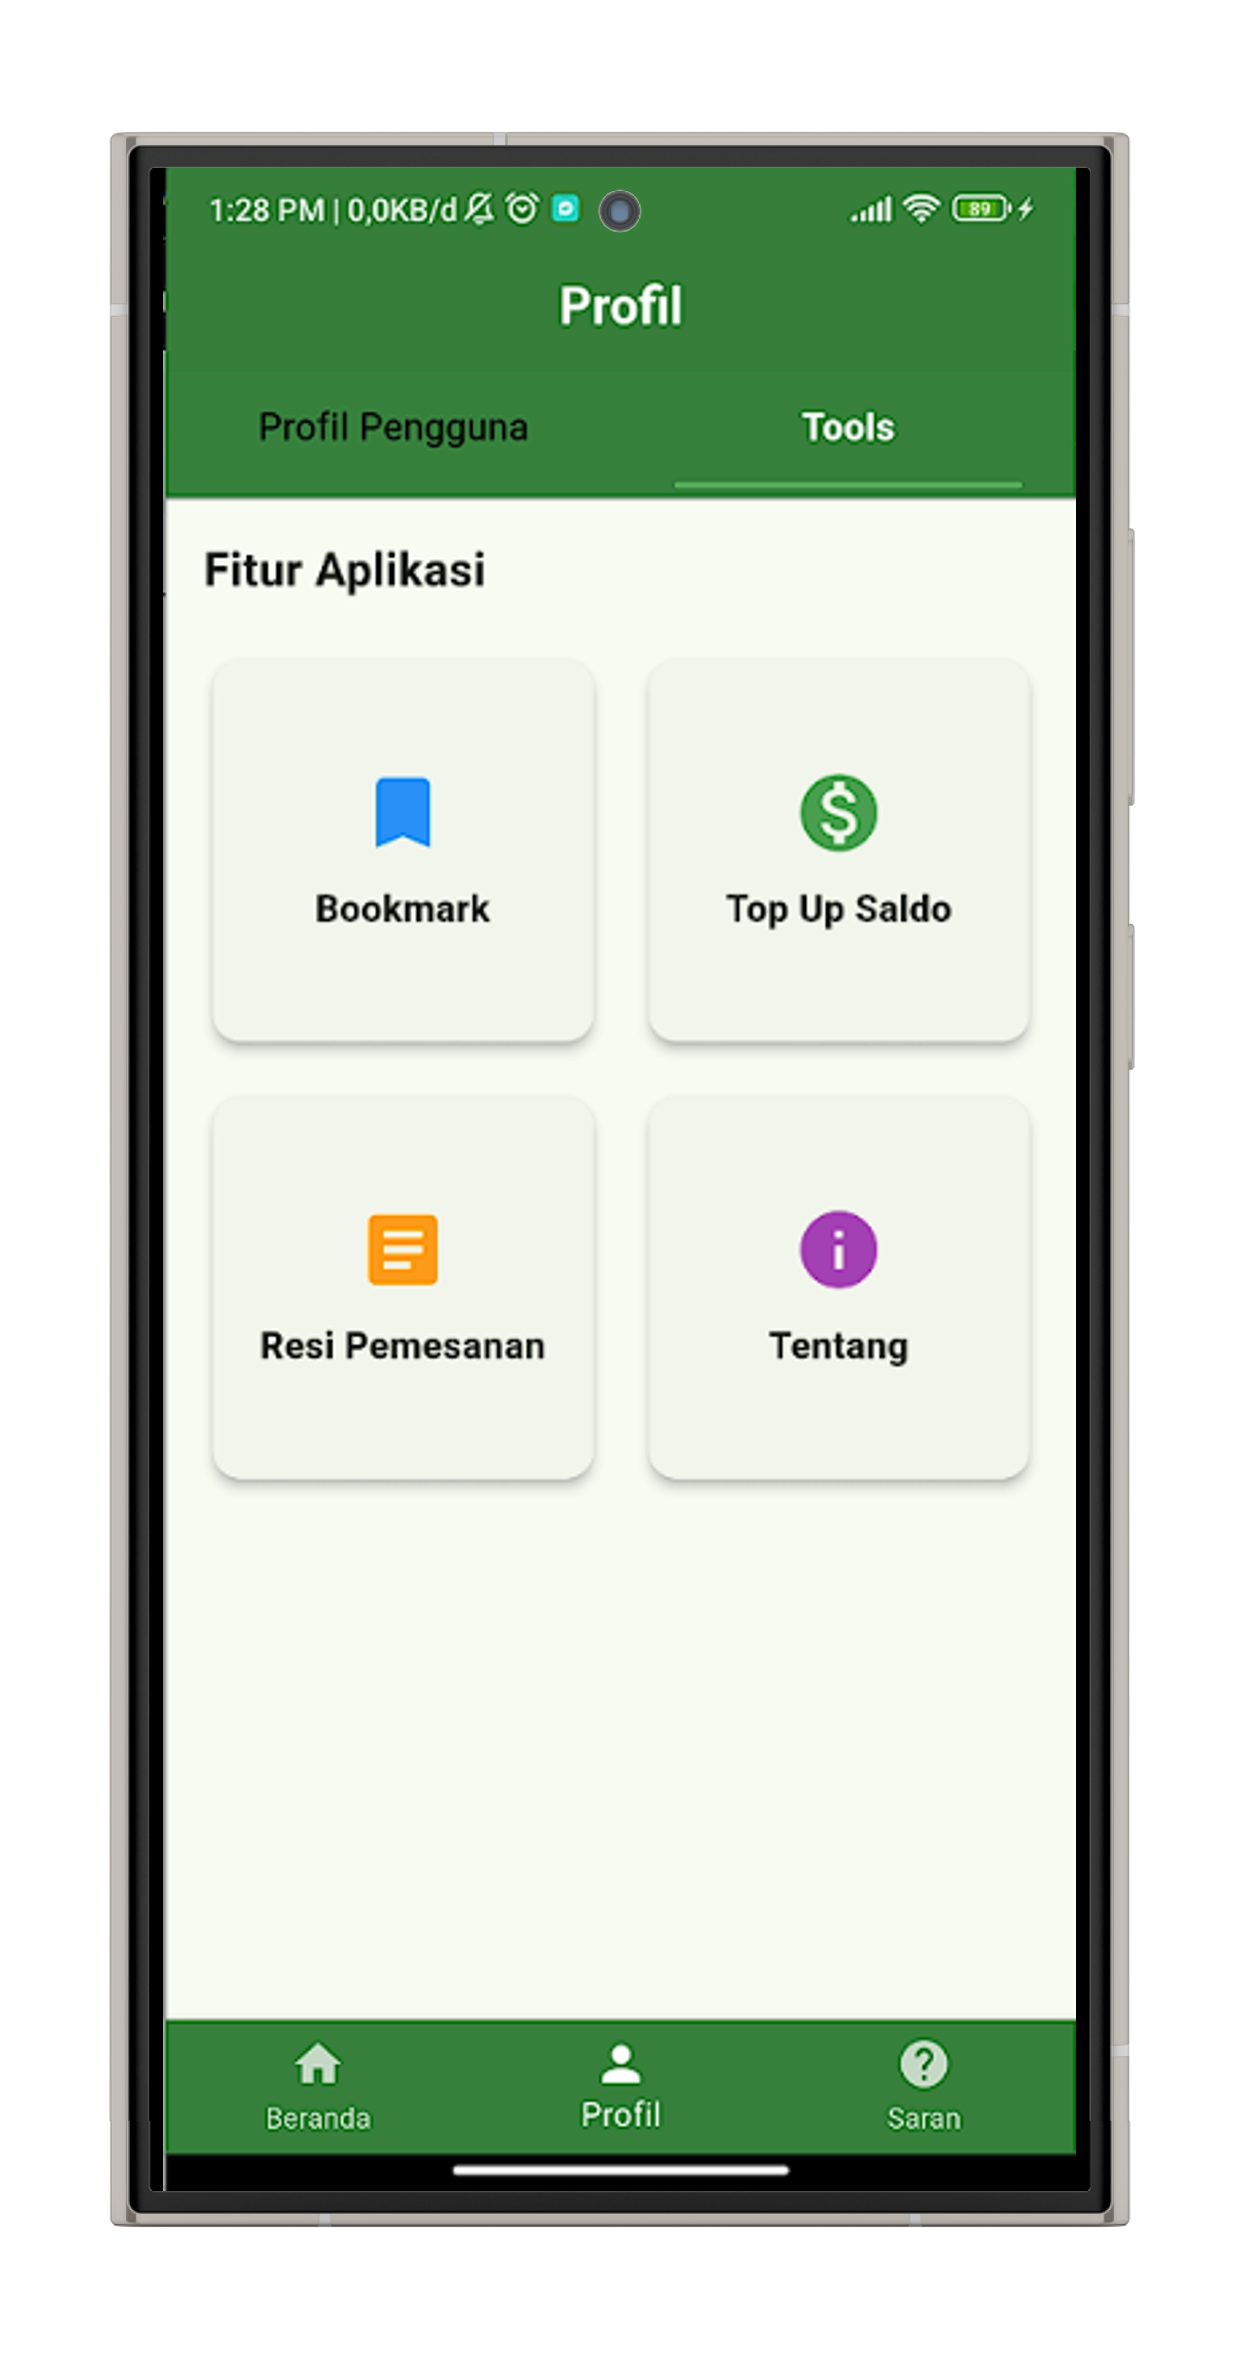 1:28 PM | 0,0KB/d 89
Profil
Profil Pengguna Tools
Fitur Aplikasi
Bookmark Top Up Saldo
Resi Pemesanan Tentang
Beranda Profil Saran